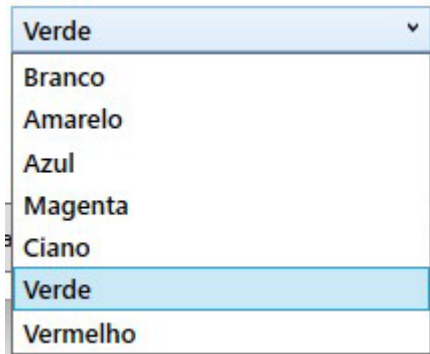 Verde
Branco
Amarelo
Azul
Magenta
Ciano
Verde
Vermelho